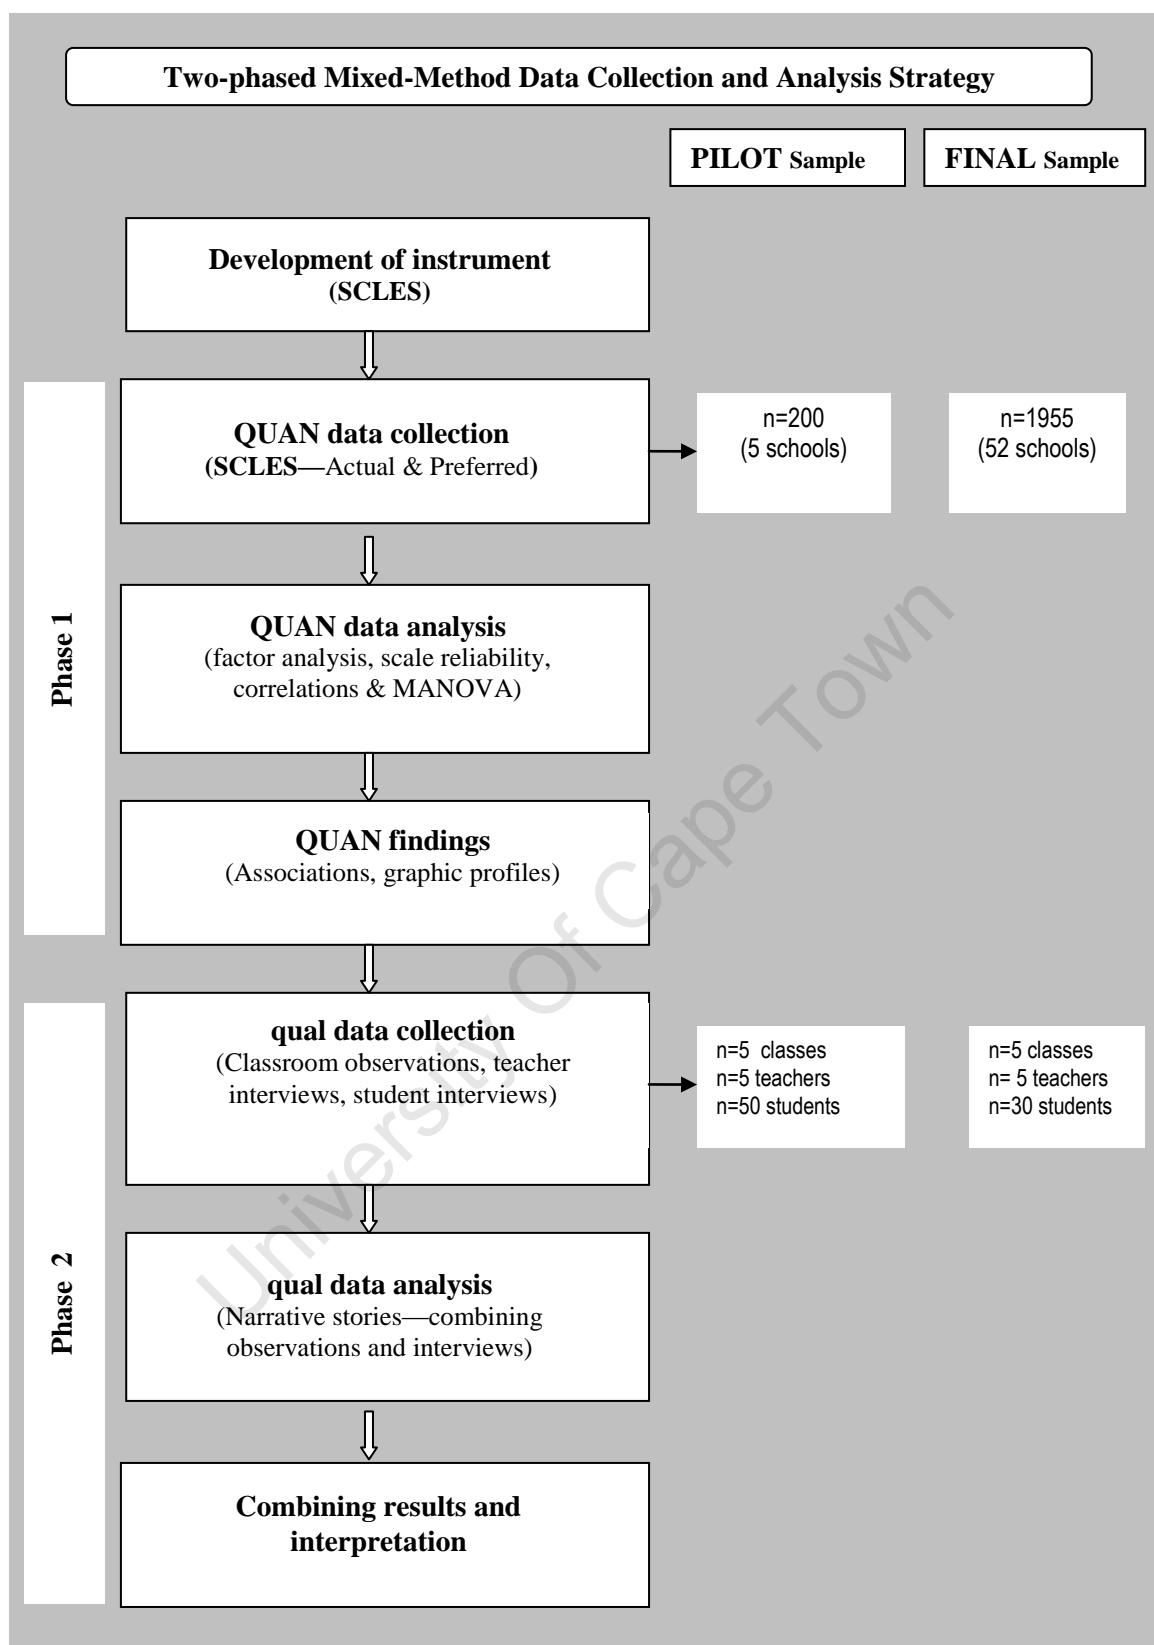 Two-phased Mixed-Method Data Collection and Analysis Strategy
PILOT Sample
FINAL Sample
Development of instrument
(SCLES)
Phase 1
QUAN data collection
(SCLES—Actual & Preferred)
n=200
(5 schools)
n=1955
(52 schools)
QUAN data analysis
(factor analysis, scale reliability,
correlations & MANOVA)
QUAN findings
(Associations, graphic profiles)
Phase 2
qual data collection
(Classroom observations, teacher
interviews, student interviews)
n=5 classes
n=5 teachers
n=50 students
n=5 classes
n= 5 teachers
n=30 students
qual data analysis
(Narrative stories—combining
observations and interviews)
Combining results and
interpretation
University Of Cape Town